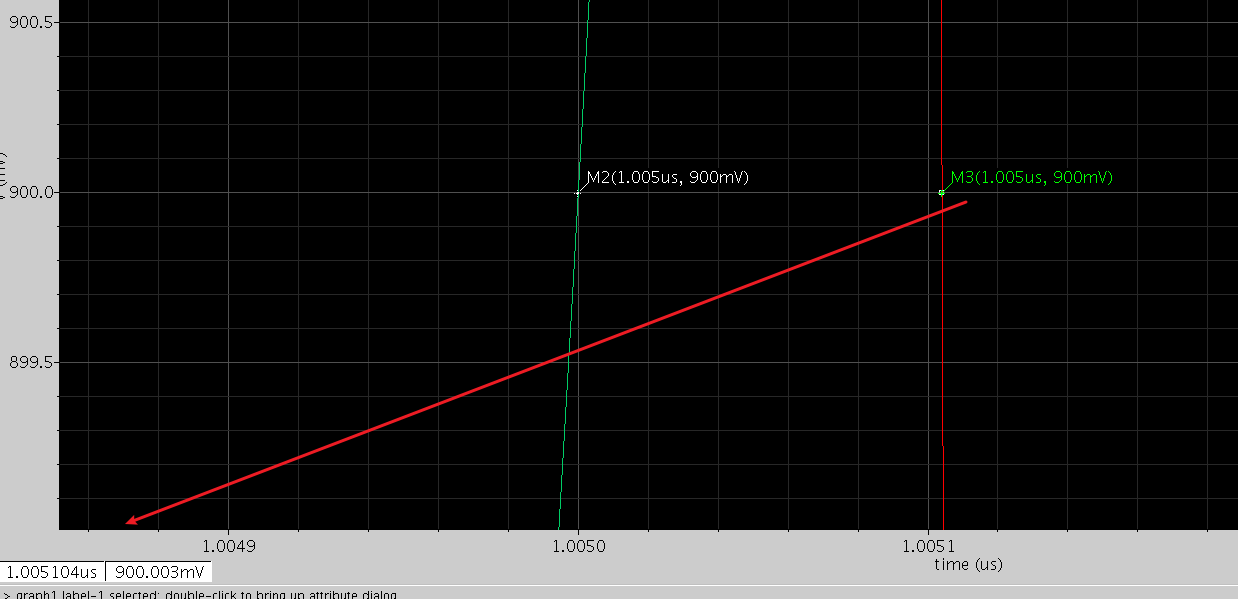 900.5
M2(1.005us, 900mV)
M3(1.005us, 900mV)
900.0
899.5
1.0049
1.0050
1.0051
time (us)
1.005104us
900.003mV
> graph1 label-1 selected: double-click to bring up attribute dialog